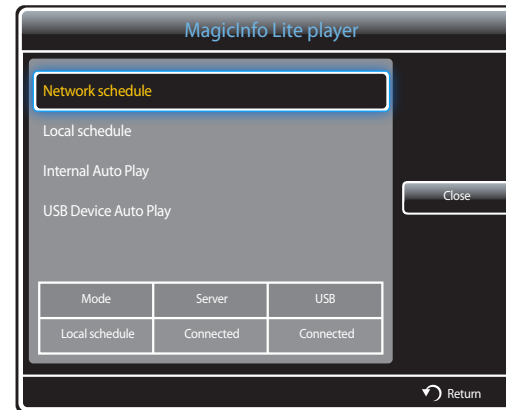 MagicInfo Lite player
Network schedule
Local schedule
Internal Auto Play
USB Device Auto Play
Close
Mode Server USB
Local schedule Connected Connected
Return